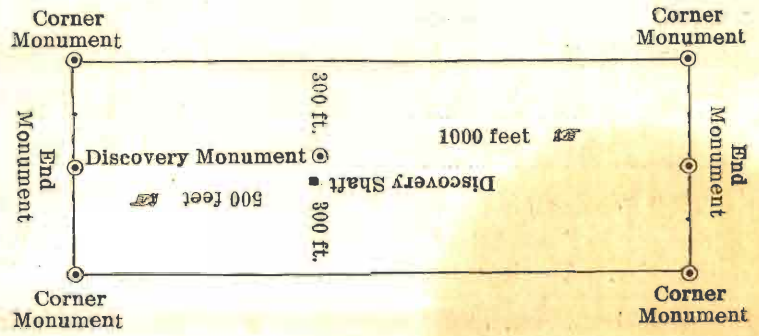 Corner
Monument
Corner
Monument
300 ft.
1000 feet
End
Monument
Discovery Monument
End
Monument
Discovery Shaft
500 feet
300 ft.
Corner
Monument
Corner
Monument